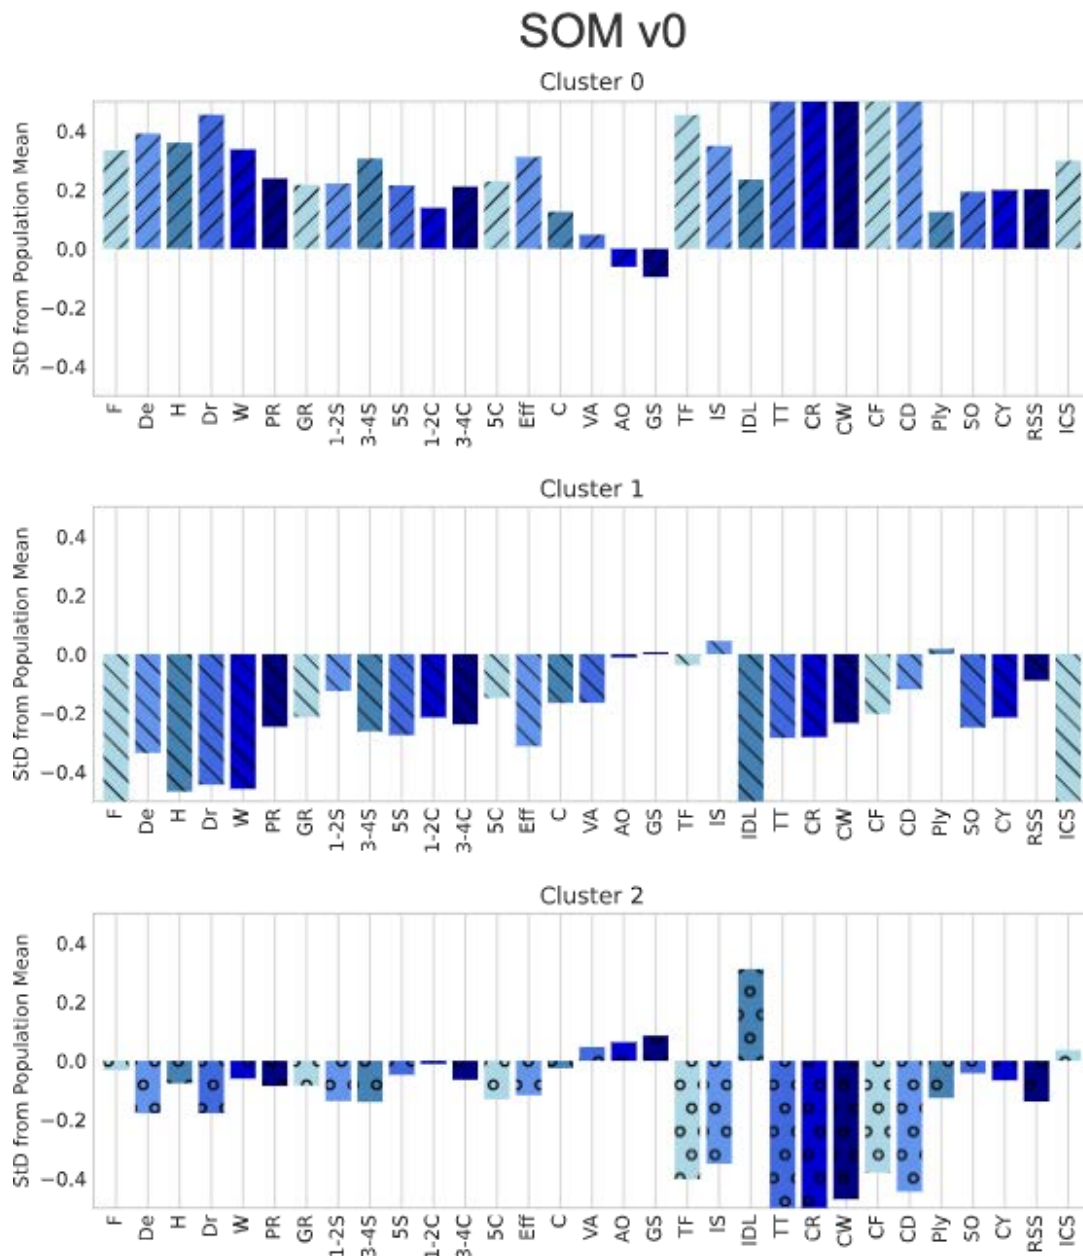 SOM v0
Cluster 0
StD from Population Mean
0.4
0.2
0.0
−0.2
−0.4
F De H Dr W PR GR 1-2S 3-4S 5S 1-2C 3-4C 5C Eff C VA AO GS TF IS IDL TT CR CW CF CD Ply SO CY RSS ICS
Cluster 1
StD from Population Mean
0.4
0.2
0.0
−0.2
−0.4
F De H Dr W PR GR 1-2S 3-4S 5S 1-2C 3-4C 5C Eff C VA AO GS TF IS IDL TT CR CW CF CD Ply SO CY RSS ICS
Cluster 2
StD from Population Mean
0.4
0.2
0.0
−0.2
−0.4
F De H Dr W PR GR 1-2S 3-4S 5S 1-2C 3-4C 5C Eff C VA AO GS TF IS IDL TT CR CW CF CD Ply SO CY RSS ICS